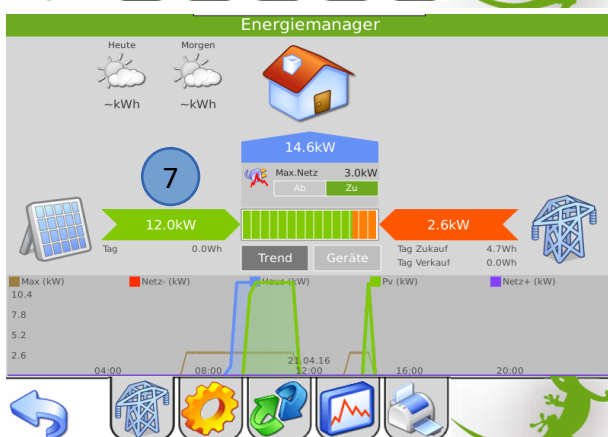 Energiemanager
Heute Morgen
~kWh ~kWh
14.6kW
Max.Netz 3.0kW
Ab Zu
7
12.0kW 2.6kW
Tag 0.0Wh
Trend Geräte
Tag Zukauf 4.7Wh
Tag Verkauf 0.0Wh
Max (kW) Netz- (kW) Haus (kW) Pv (kW) Netz+ (kW)
10.4
7.8
5.2
2.6
21.04.16
04:00 08:00 12:00 16:00 20:00